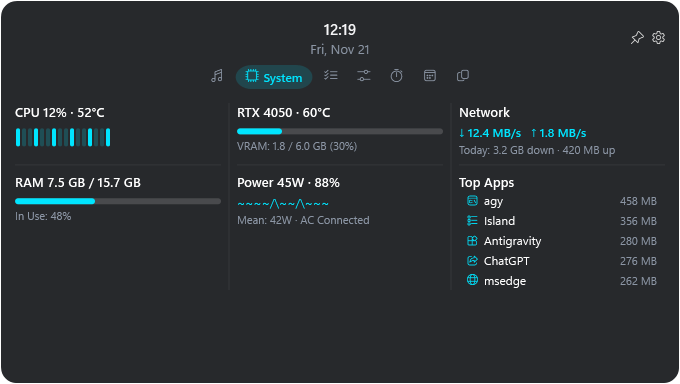 12:19
Fri, Nov 21
System
CPU 12% · 52°C
RAM 7.5 GB / 15.7 GB
In Use: 48%
RTX 4050 · 60°C
VRAM: 1.8 / 6.0 GB (30%)
Power 45W · 88%
~~~~/\~~/\~~~
Mean: 42W · AC Connected
Network
↓ 12.4 MB/s ↑ 1.8 MB/s
Today: 3.2 GB down · 420 MB up
Top Apps
agy 458 MB
Island 356 MB
Antigravity 280 MB
ChatGPT 276 MB
msedge 262 MB